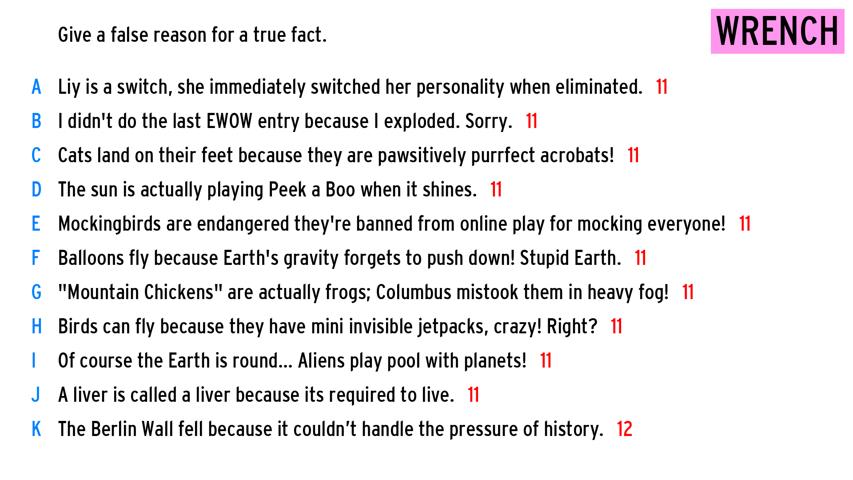 Give a false reason for a true fact.
WRENCH
A Liy is a switch, she immediately switched her personality when eliminated. 11
B I didn't do the last EWOW entry because I exploded. Sorry. 11
C Cats land on their feet because they are pawsitively purrfect acrobats! 11
D The sun is actually playing Peek a Boo when it shines. 11
E Mockingbirds are endangered they're banned from online play for mocking everyone! 11
F Balloons fly because Earth's gravity forgets to push down! Stupid Earth. 11
G "Mountain Chickens" are actually frogs; Columbus mistook them in heavy fog! 11
H Birds can fly because they have mini invisible jetpacks, crazy! Right? 11
I Of course the Earth is round... Aliens play pool with planets! 11
J A liver is called a liver because its required to live. 11
K The Berlin Wall fell because it couldn’t handle the pressure of history. 12